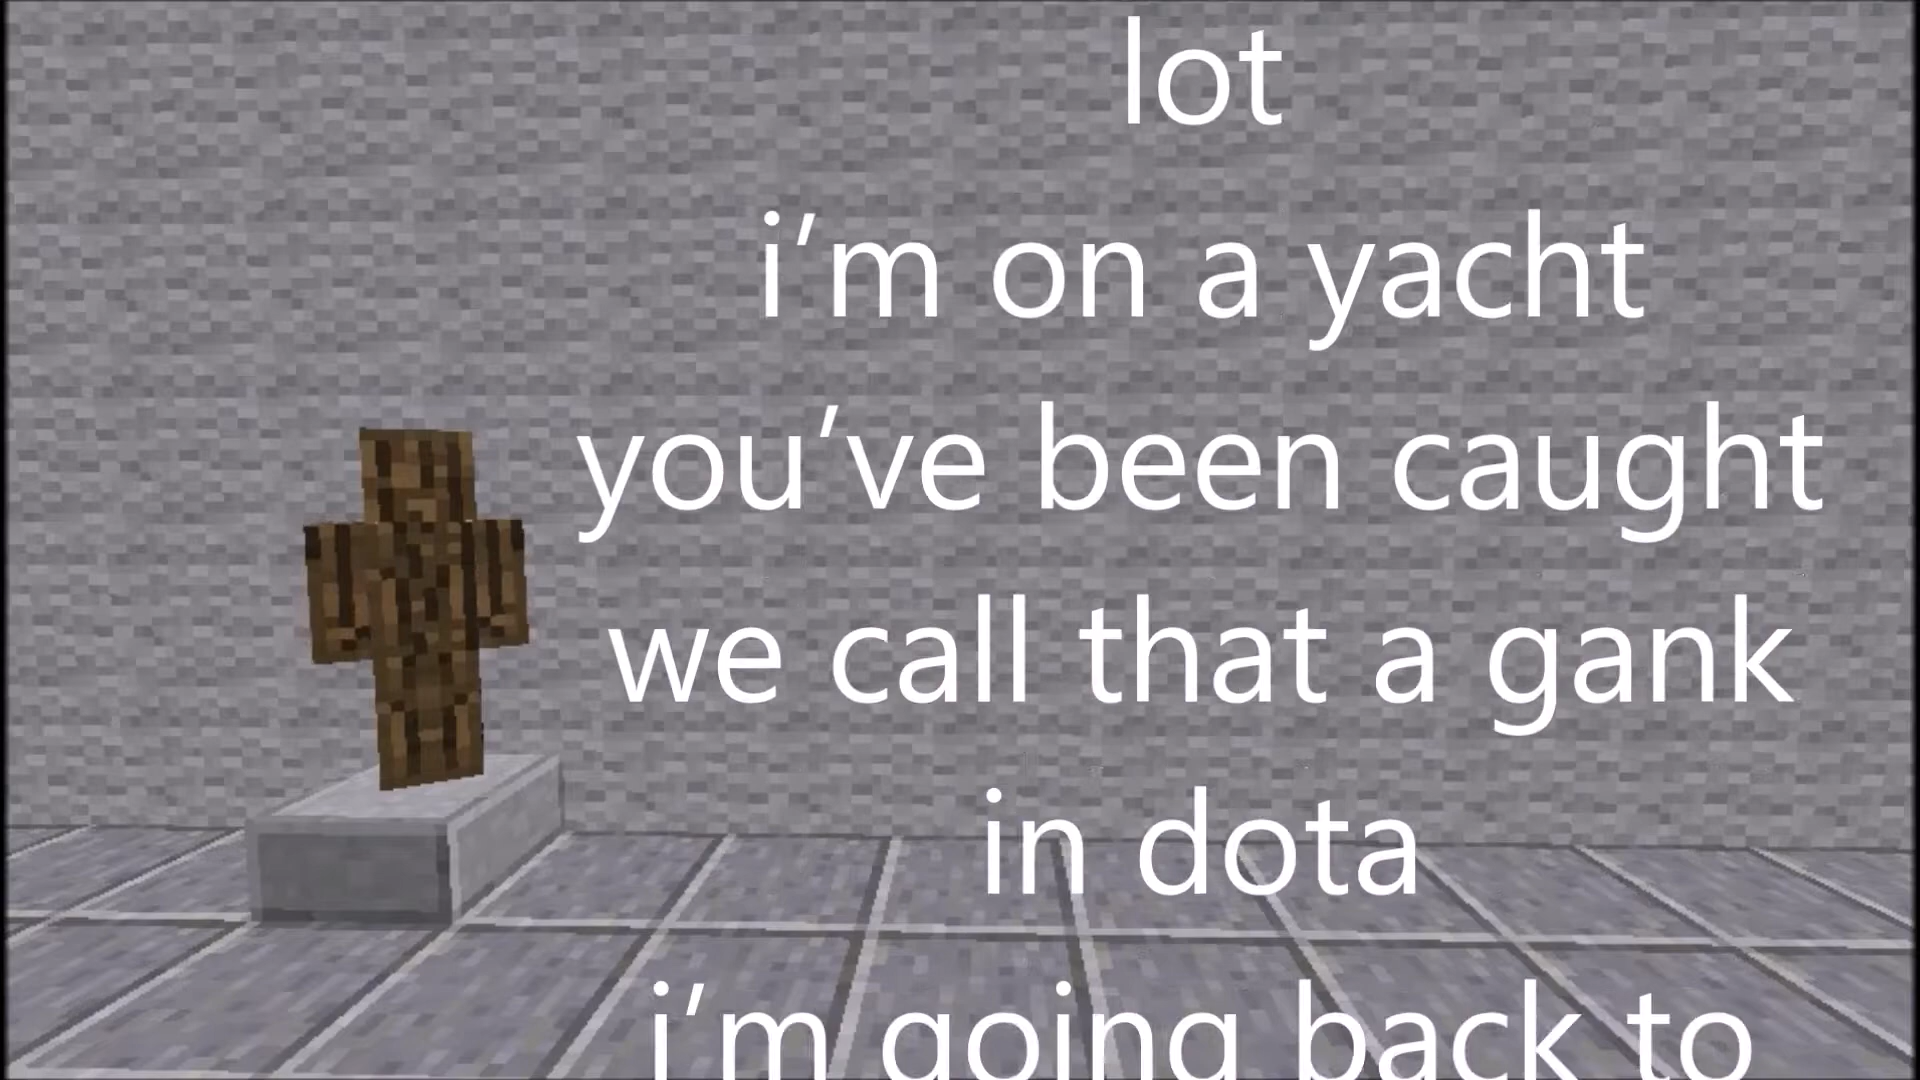 lot
i'm on a yacht
you've been caught
we call that a gank
in dota
i'm going back to